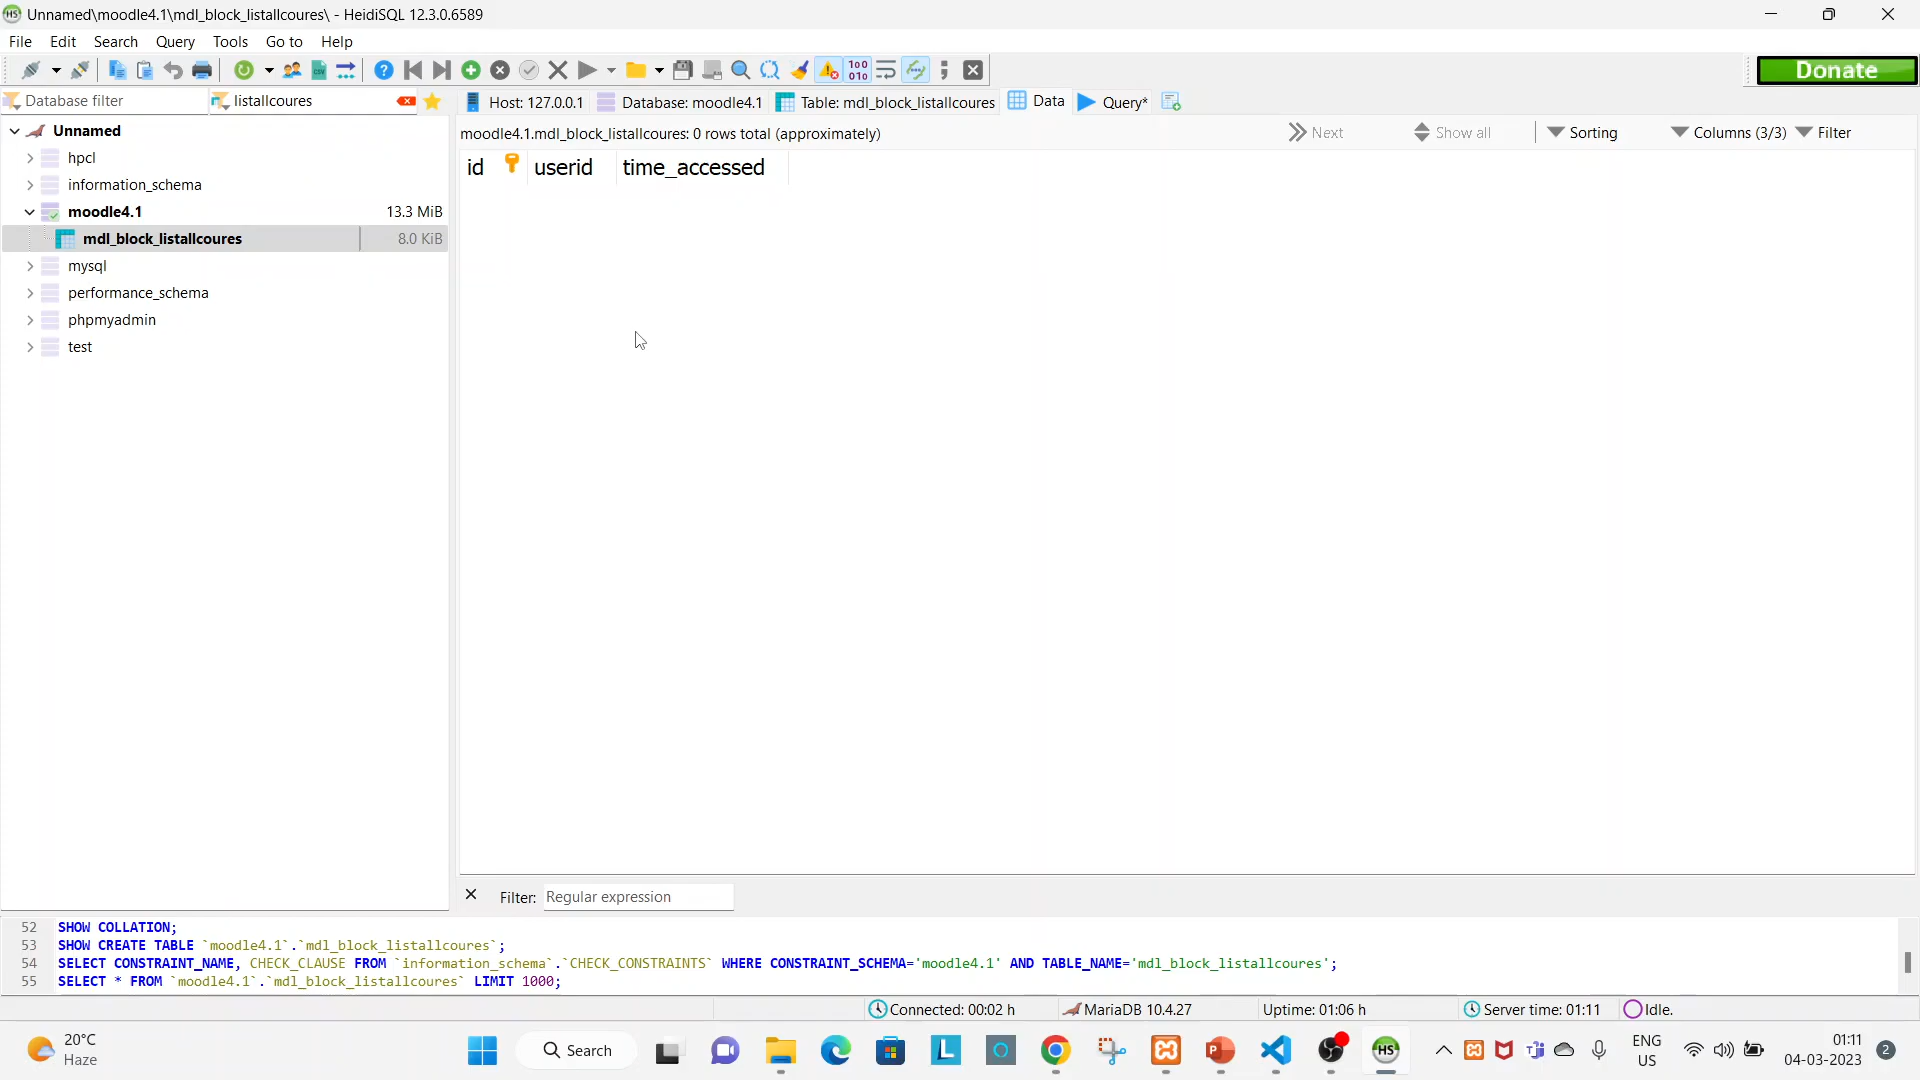 Unnamed\moodle4.1\mdl_block_listallcoures\ - HeidiSQL 12.3.0.6589
File Edit Search Query Tools Go to Help
Donate
Database filter listallcoures Host: 127.0.0.1 Database: moodle4.1 Table: mdl_block_listallcoures Data Query*
Unnamed
hpcl
information_schema
moodle4.1 13.3 MiB
mdl_block_listallcoures 8.0 KiB
mysql
performance_schema
phpmyadmin
test
moodle4.1.mdl_block_listallcoures: 0 rows total (approximately) Next Show all Sorting Columns (3/3) Filter
id userid time_accessed
Filter: Regular expression
52 SHOW COLLATION;
53 SHOW CREATE TABLE `moodle4.1`.`mdl_block_listallcoures`;
54 SELECT CONSTRAINT_NAME, CHECK_CLAUSE FROM `information_schema`.`CHECK_CONSTRAINTS` WHERE CONSTRAINT_SCHEMA='moodle4.1' AND TABLE_NAME='mdl_block_listallcoures';
55 SELECT * FROM `moodle4.1`.`mdl_block_listallcoures` LIMIT 1000;
Connected: 00:02 h MariaDB 10.4.27 Uptime: 01:06 h Server time: 01:11 Idle.
20°C
Haze
Search
ENG
US
01:11
04-03-2023
2